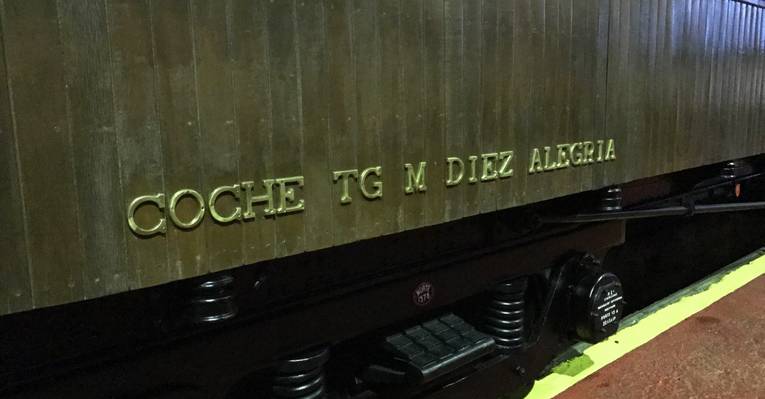 COCHE TG M DIEZ ALEGRIA